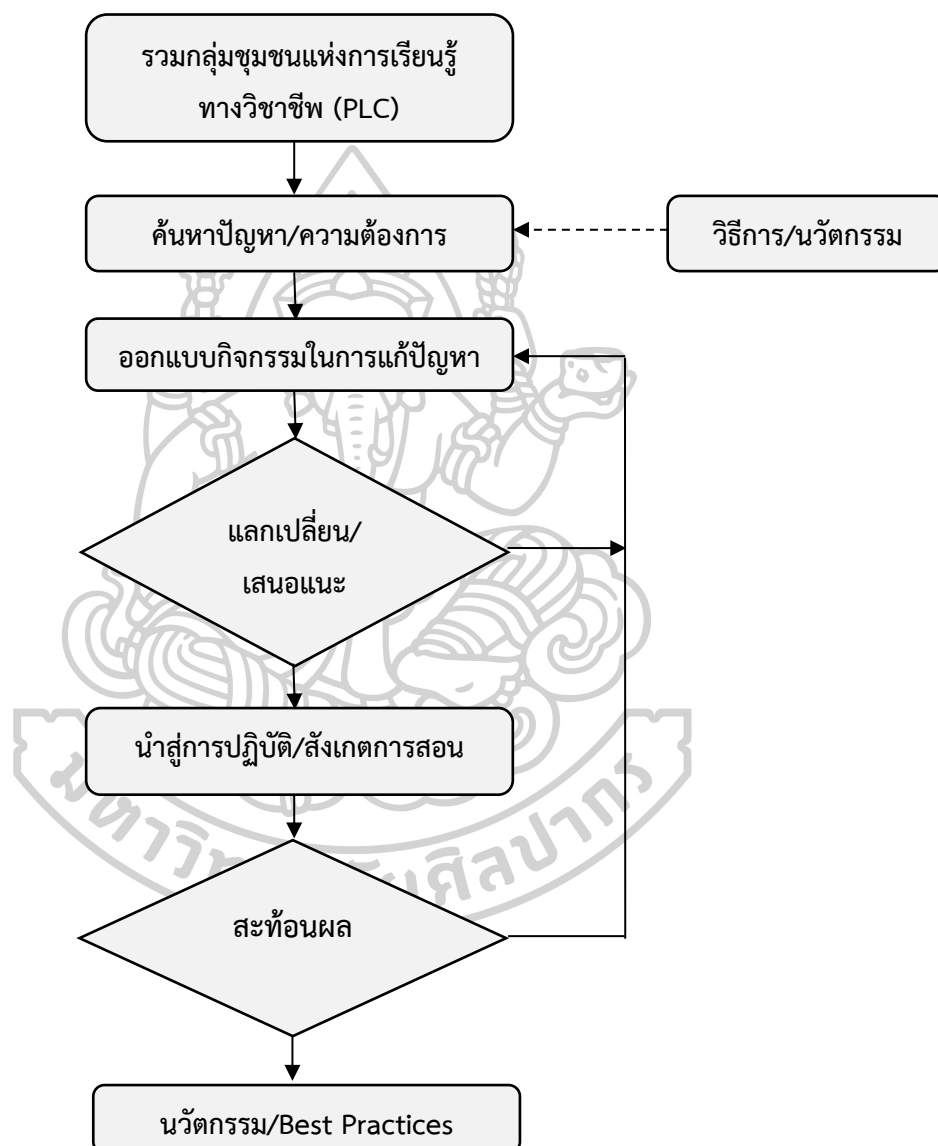 รวมกลุ่มชุมชนแห่งการเรียนรู้
ทางวิชาชีพ (PLC)
ค้นหาปัญหา/ความต้องการ
วิธีการ/นวัตกรรม
ออกแบบกิจกรรมในการแก้ปัญหา
แลกเปลี่ยน/
เสนอแนะ
นำสู่การปฏิบัติ/สังเกตการสอน
สะท้อนผล
นวัตกรรม/Best Practices